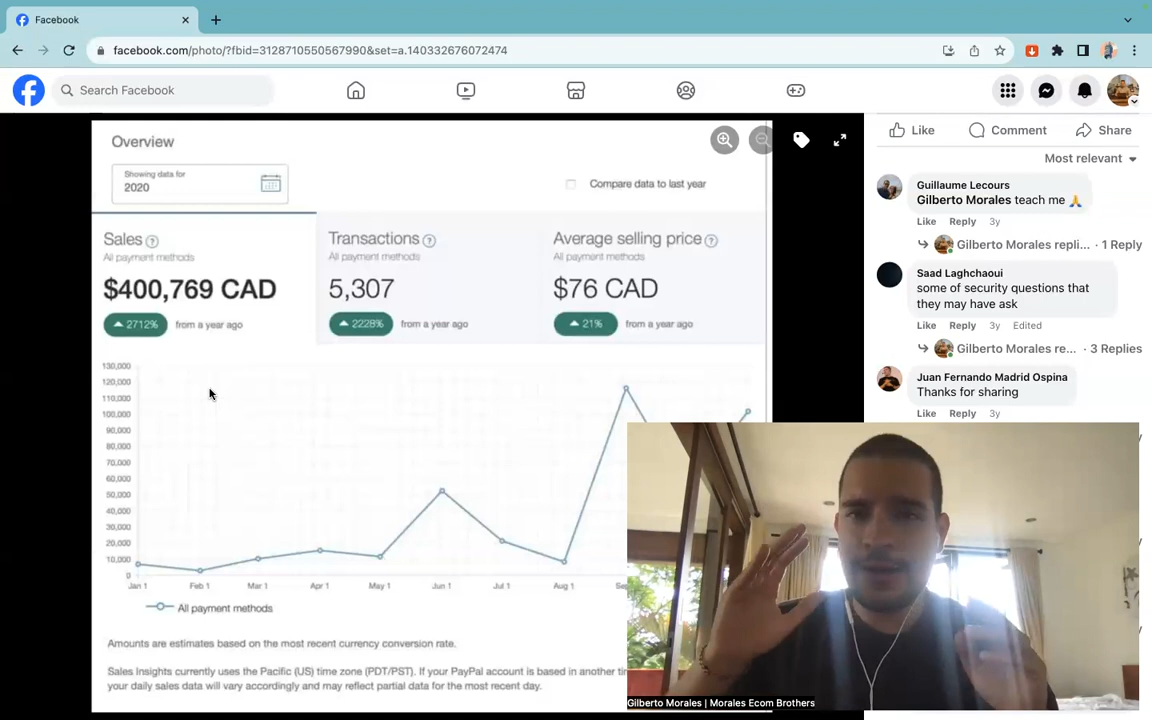 Facebook
facebook.com/photo/?fbid=3128710550567990&set=a.140332676072474
Search Facebook
Overview
Showing data for
2020
Compare data to last year
Sales ?
All payment methods
$400,769 CAD
2712% from a year ago
Transactions ?
All payment methods
5,307
2228% from a year ago
Average selling price ?
All payment methods
$76 CAD
21% from a year ago
130,000
120,000
110,000
100,000
90,000
80,000
70,000
60,000
50,000
40,000
30,000
20,000
10,000
0
Jan 1 Feb 1 Mar 1 Apr 1 May 1 Jun 1 Jul 1 Aug 1
All payment methods
Amounts are estimates based on the most recent currency conversion rate.
Sales Insights currently uses the Pacific (US) time zone (PDT/PST). If your PayPal account is based in another
your daily sales data will vary accordingly and may reflect partial data for the most recent day.
Like Comment Share
Most relevant
Guillaume Lecours
Gilberto Morales teach me 🙏
Like Reply 3y
Gilberto Morales repli... · 1 Reply
Saad Laghchaoui
some of security questions that
they may have ask
Like Reply 3y Edited
Gilberto Morales re... · 3 Replies
Juan Fernando Madrid Ospina
Thanks for sharing
Like Reply 3y
Gilberto Morales | Morales Ecom Brothers